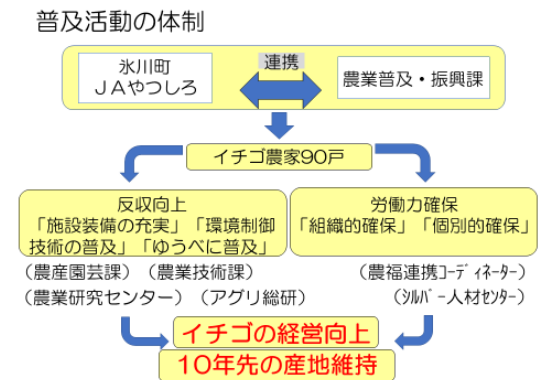 普及活動の体制
氷川町
JAやつしろ
連携
農業普及・振興課
イチゴ農家90戸
反収向上
「施設装備の充実」「環境制御
技術の普及」「ゆうべに普及」
労働力確保
「組織的確保」「個別的確保」
（農産園芸課）（農業技術課）
（農業研究センター）（アグリ総研）
（農福連携ｺｰﾃﾞｨﾈｰﾀｰ）
（ｼﾙﾊﾞｰ人材ｾﾝﾀｰ）
イチゴの経営向上
10年先の産地維持